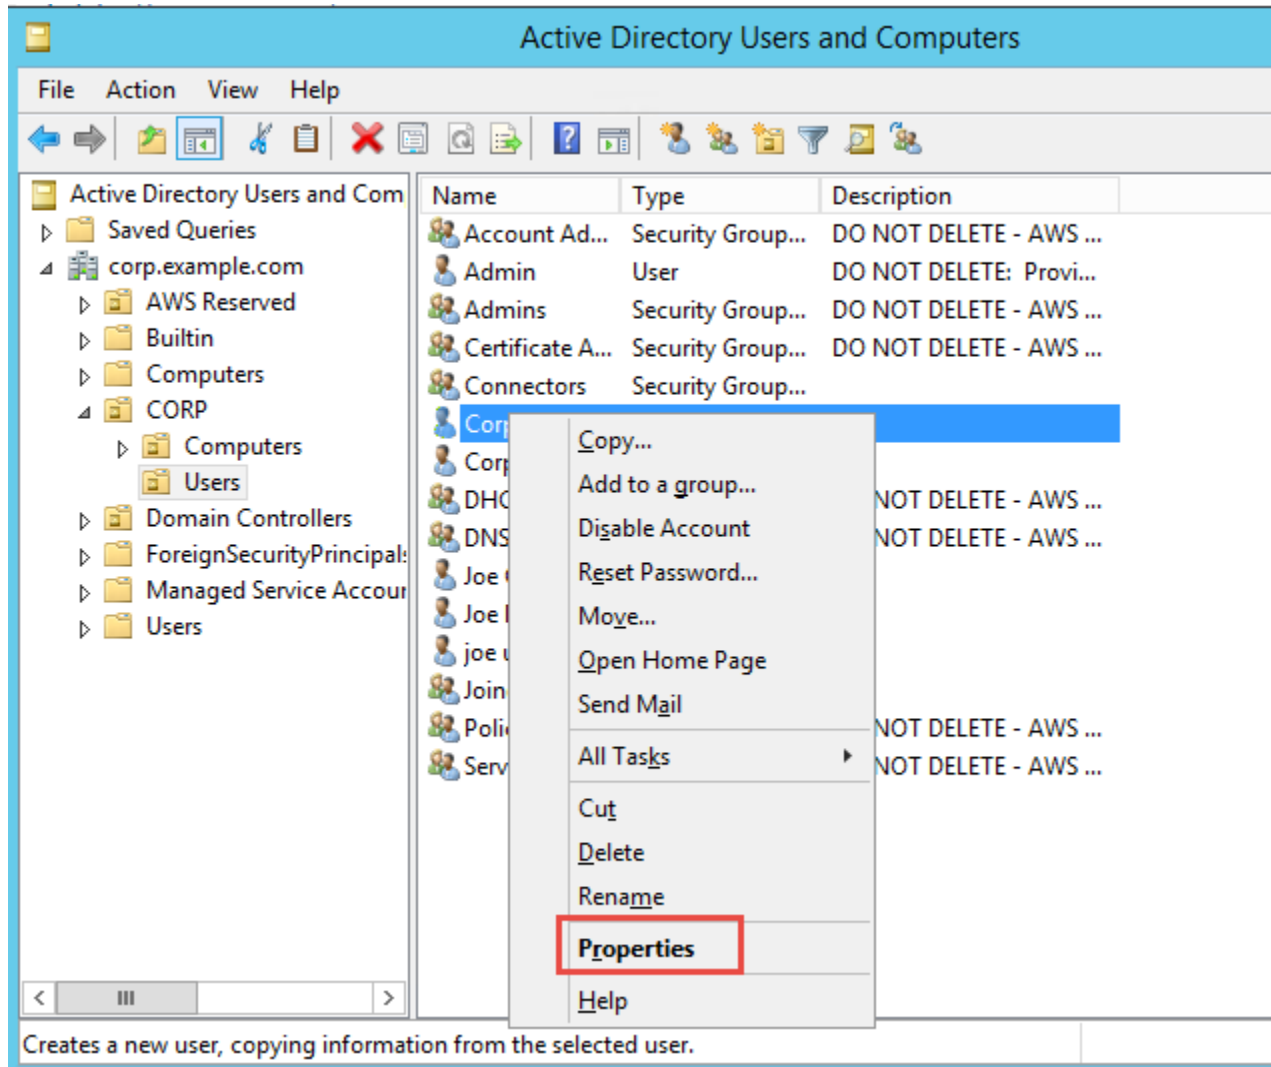 Active Directory Users and Computers
File Action View Help
Active Directory Users and Com
Saved Queries
corp.example.com
AWS Reserved
Builtin
Computers
CORP
Computers
Users
Domain Controllers
ForeignSecurityPrincipals
Managed Service Accour
Users
Name Type Description
Account Ad... Security Group... DO NOT DELETE - AWS ...
Admin User DO NOT DELETE: Provi...
Admins Security Group... DO NOT DELETE - AWS ...
Certificate A... Security Group... DO NOT DELETE - AWS ...
Connectors Security Group...
Corp
Corp
DHC NOT DELETE - AWS ...
DNS NOT DELETE - AWS ...
Joe
Joe
joe u
Join
Poli NOT DELETE - AWS ...
Serv NOT DELETE - AWS ...
Copy...
Add to a group...
Disable Account
Reset Password...
Move...
Open Home Page
Send Mail
All Tasks
Cut
Delete
Rename
Properties
Help
Creates a new user, copying information from the selected user.